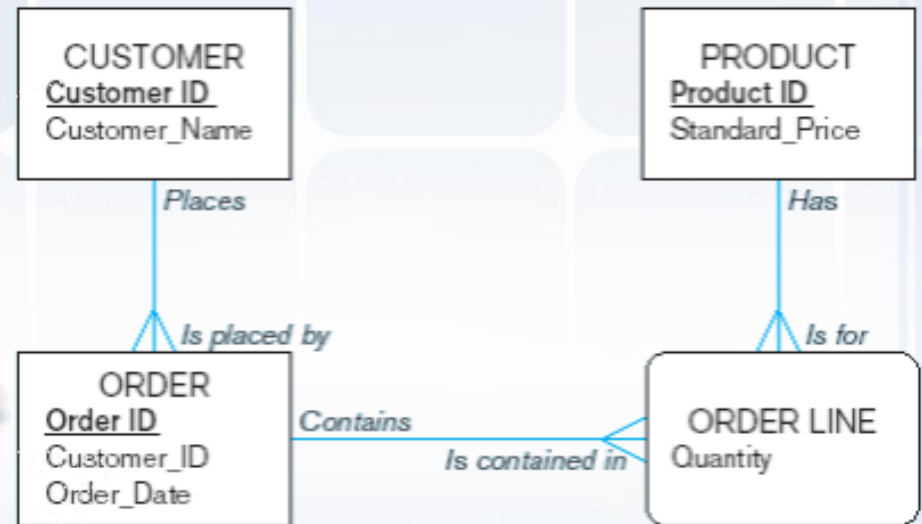 CUSTOMER
Customer ID
Customer_Name
PRODUCT
Product ID
Standard_Price
Places
Has
Is placed by
Is for
ORDER
Order ID
Customer_ID
Order_Date
Contains
Is contained in
ORDER LINE
Quantity